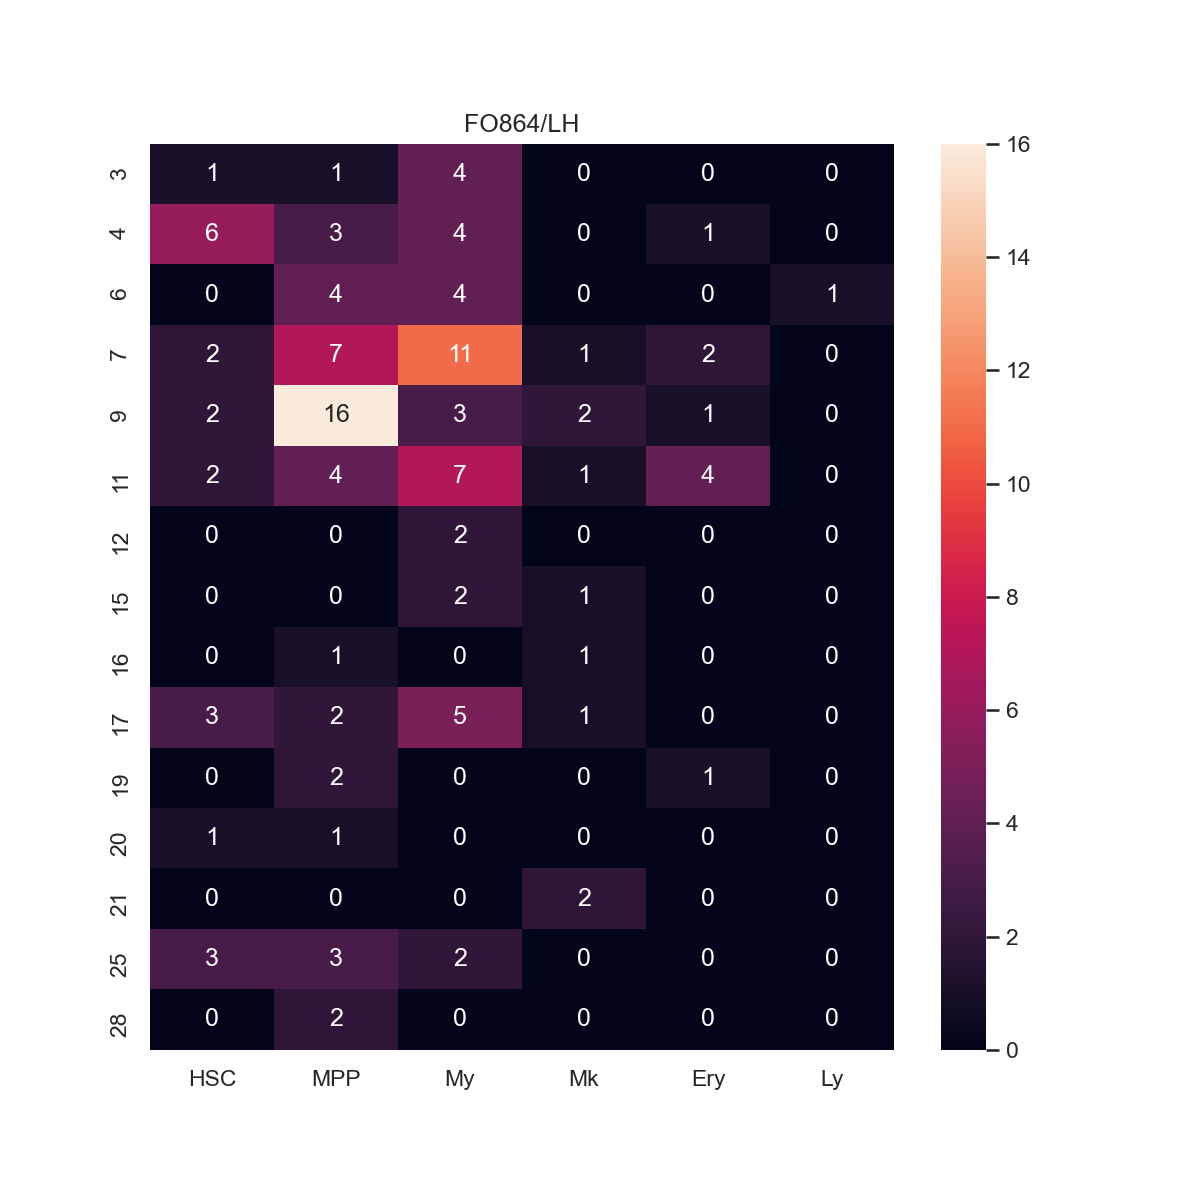 FO864/LH
3 1 1 4 0 0 0
4 6 3 4 0 1 0
6 0 4 4 0 0 1
7 2 7 11 1 2 0
9 2 16 3 2 1 0
11 2 4 7 1 4 0
12 0 0 2 0 0 0
15 0 0 2 1 0 0
16 0 1 0 1 0 0
17 3 2 5 1 0 0
19 0 2 0 0 1 0
20 1 1 0 0 0 0
21 0 0 0 2 0 0
25 3 3 2 0 0 0
28 0 2 0 0 0 0
HSC MPP My Mk Ery Ly
16
14
12
10
8
6
4
2
0